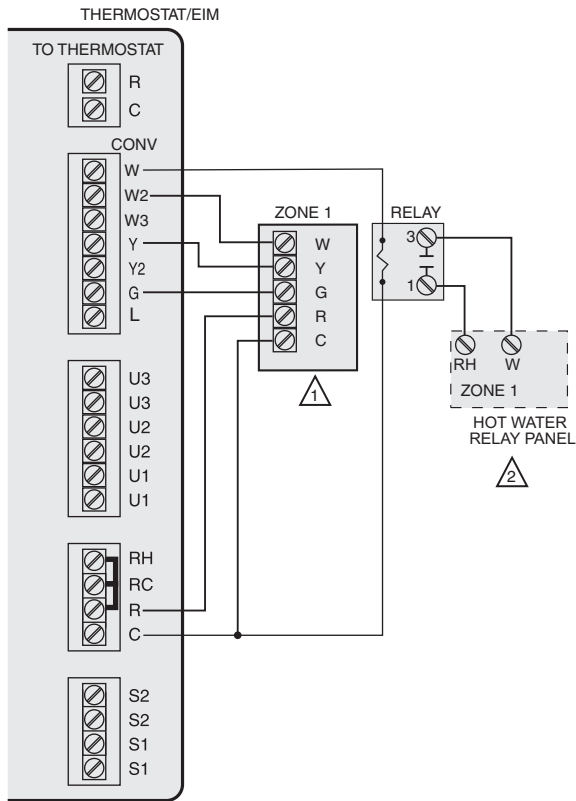 THERMOSTAT/EIM
TO THERMOSTAT
R
C
CONV
W
W2
W3
Y
Y2
G
L
U3
U3
U2
U2
U1
U1
RH
RC
R
C
S2
S2
S1
S1
ZONE 1
W
Y
G
R
C
1
RELAY
3
1
RH W
ZONE 1
HOT WATER
RELAY PANEL
2